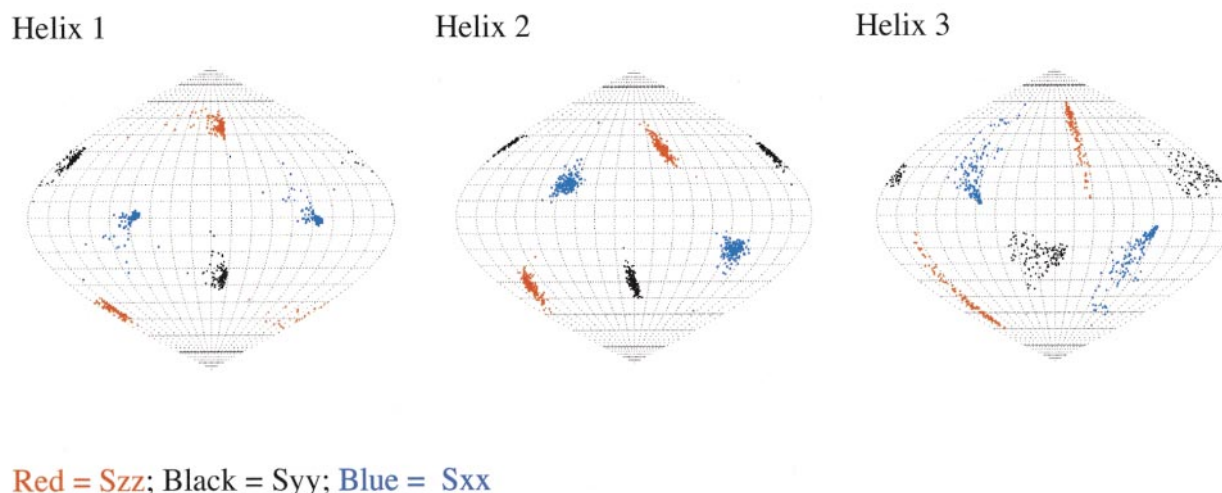 Helix 1
Helix 2
Helix 3
Red = Szz; Black = Syy; Blue = Sxx